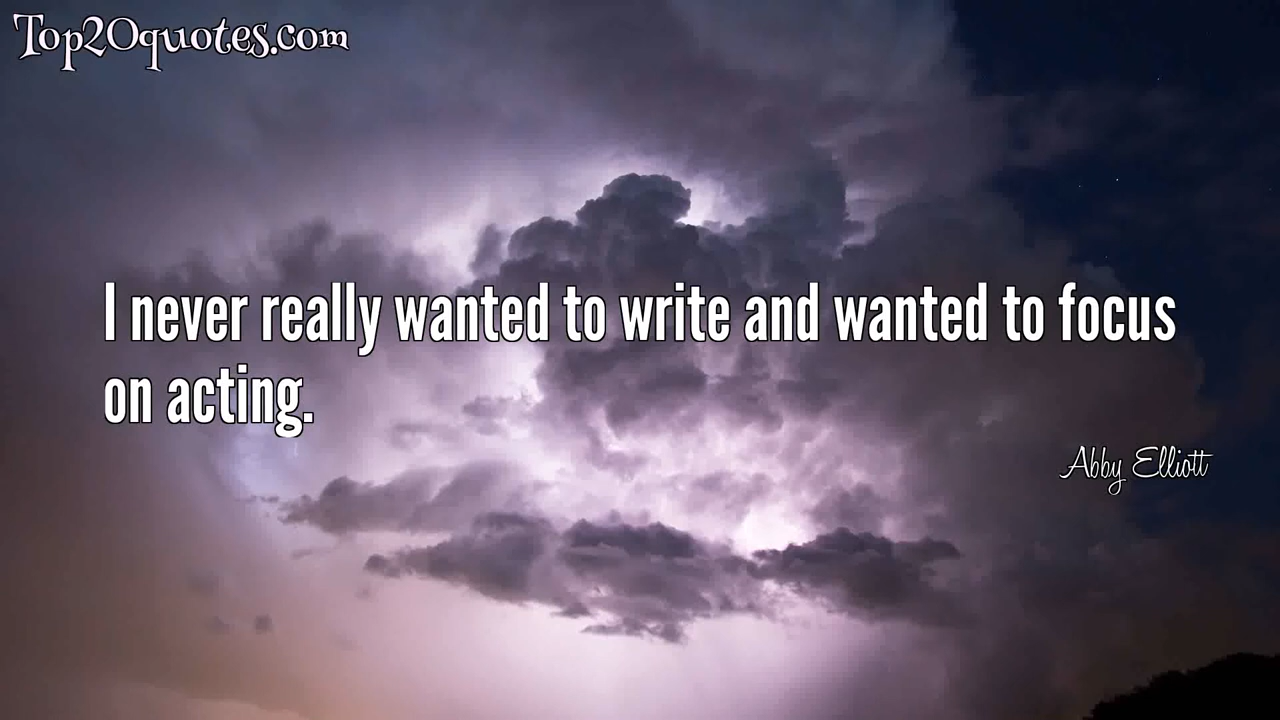 Top20quotes.com
I never really wanted to write and wanted to focus
on acting.
Abby Elliott